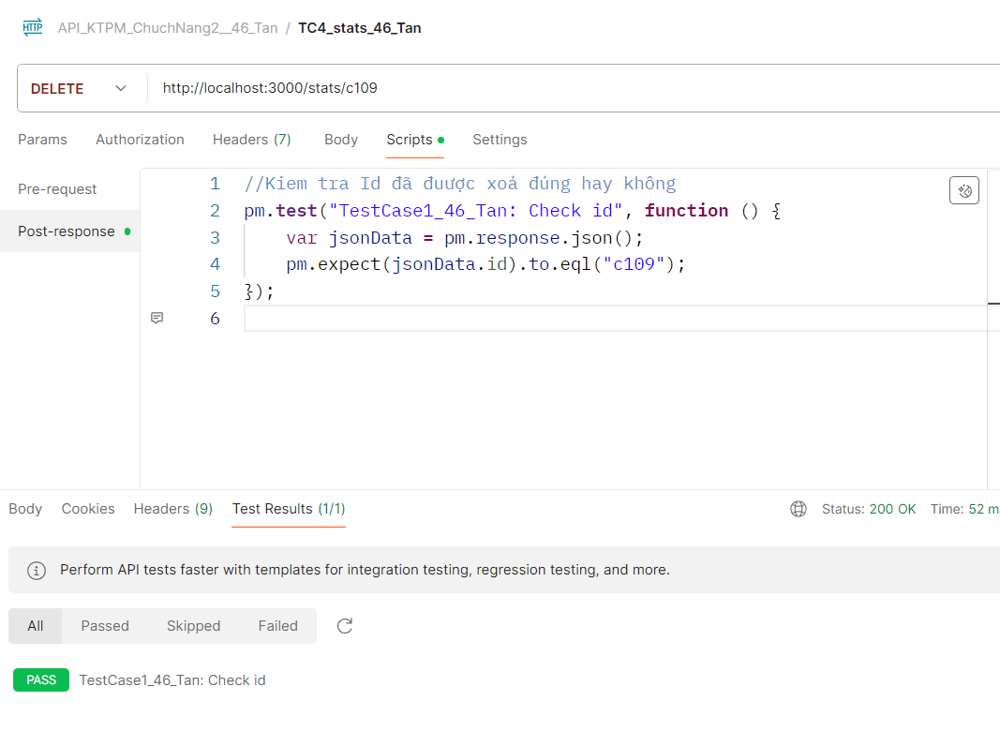 HTTP API_KTPM_ChuchNang2__46_Tan / TC4_stats_46_Tan
DELETE http://localhost:3000/stats/c109
Params Authorization Headers (7) Body Scripts Settings
Pre-request
Post-response
1 //Kiem tra Id đã đuược xoá đúng hay không
2 pm.test("TestCase1_46_Tan: Check id", function () {
3 var jsonData = pm.response.json();
4 pm.expect(jsonData.id).to.eql("c109");
5 });
6
Body Cookies Headers (9) Test Results (1/1) Status: 200 OK Time: 52 m
Perform API tests faster with templates for integration testing, regression testing, and more.
All Passed Skipped Failed
PASS TestCase1_46_Tan: Check id